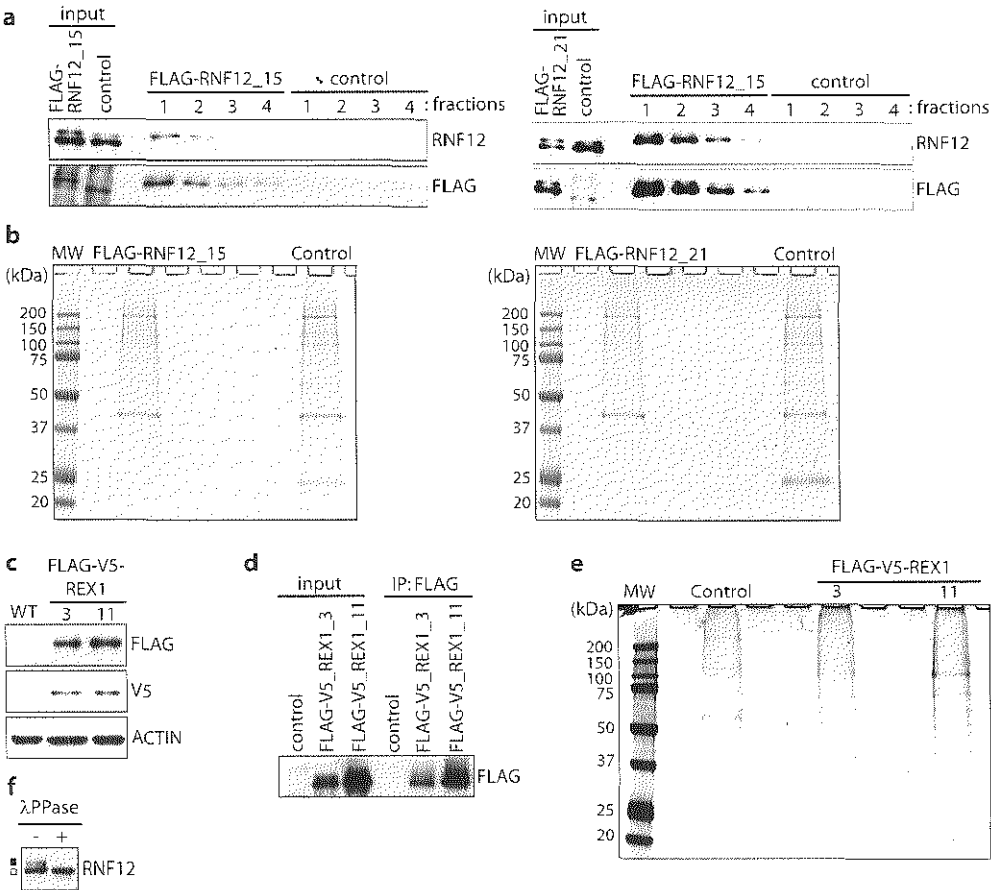 a
input
FLAG-
RNF12_15
control
FLAG-RNF12_15
control
1 2 3 4 1 2 3 4 : fractions
RNF12
FLAG
input
FLAG-
RNF12_21
control
FLAG-RNF12_15
control
1 2 3 4 1 2 3 4 : fractions
RNF12
FLAG
b
MW FLAG-RNF12_15 Control
(kDa)
200
150
100
75
50
37
25
20
MW FLAG-RNF12_21 Control
(kDa)
200
150
100
75
50
37
25
20
c
FLAG-V5-
REX1
WT 3 11
FLAG
V5
ACTIN
d
input IP: FLAG
control
FLAG-V5_REX1_3
FLAG-V5_REX1_11
control
FLAG-V5_REX1_3
FLAG-V5_REX1_11
FLAG
e
FLAG-V5-REX1
MW Control 3 11
(kDa)
200
150
100
75
50
37
25
20
f
λPPase
- +
RNF12